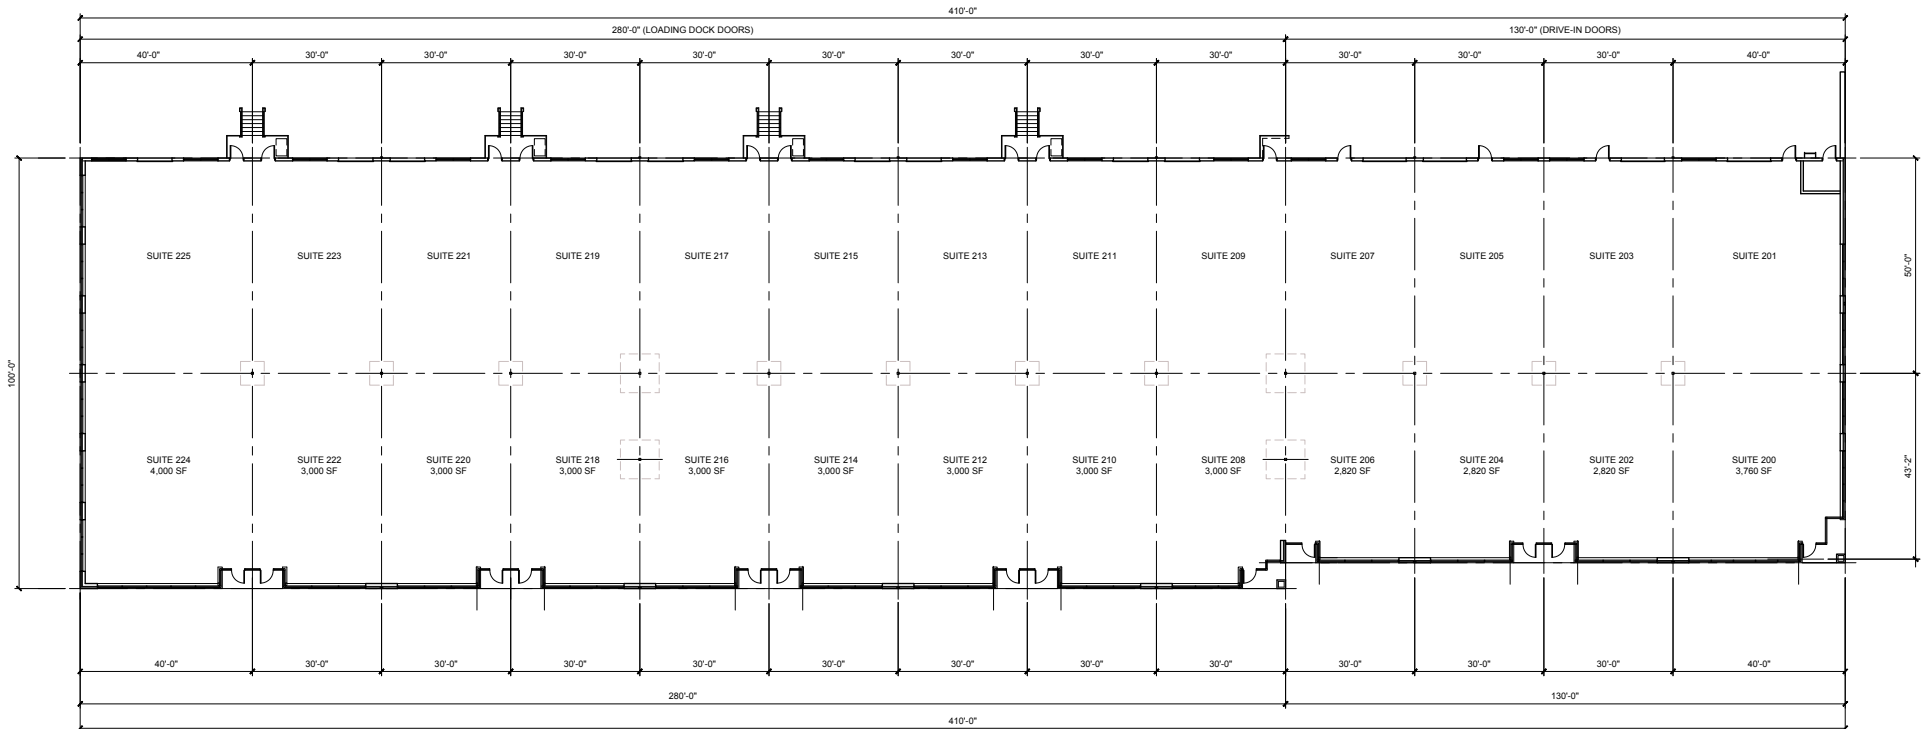 410'-0"
280'-0" (LOADING DOCK DOORS)
130'-0" (DRIVE-IN DOORS)
40'-0"
30'-0"
30'-0"
30'-0"
30'-0"
30'-0"
30'-0"
30'-0"
30'-0"
30'-0"
30'-0"
30'-0"
40'-0"
SUITE 225
SUITE 223
SUITE 221
SUITE 219
SUITE 217
SUITE 215
SUITE 213
SUITE 211
SUITE 209
SUITE 207
SUITE 205
SUITE 203
SUITE 201
50'-0"
100'-0"
SUITE 224
4,000 SF
SUITE 222
3,000 SF
SUITE 220
3,000 SF
SUITE 218
3,000 SF
SUITE 216
3,000 SF
SUITE 214
3,000 SF
SUITE 212
3,000 SF
SUITE 210
3,000 SF
SUITE 208
3,000 SF
SUITE 206
2,820 SF
SUITE 204
2,820 SF
SUITE 202
2,820 SF
SUITE 200
3,760 SF
43'-2"
40'-0"
30'-0"
30'-0"
30'-0"
30'-0"
30'-0"
30'-0"
30'-0"
30'-0"
30'-0"
30'-0"
30'-0"
40'-0"
280'-0"
130'-0"
410'-0"